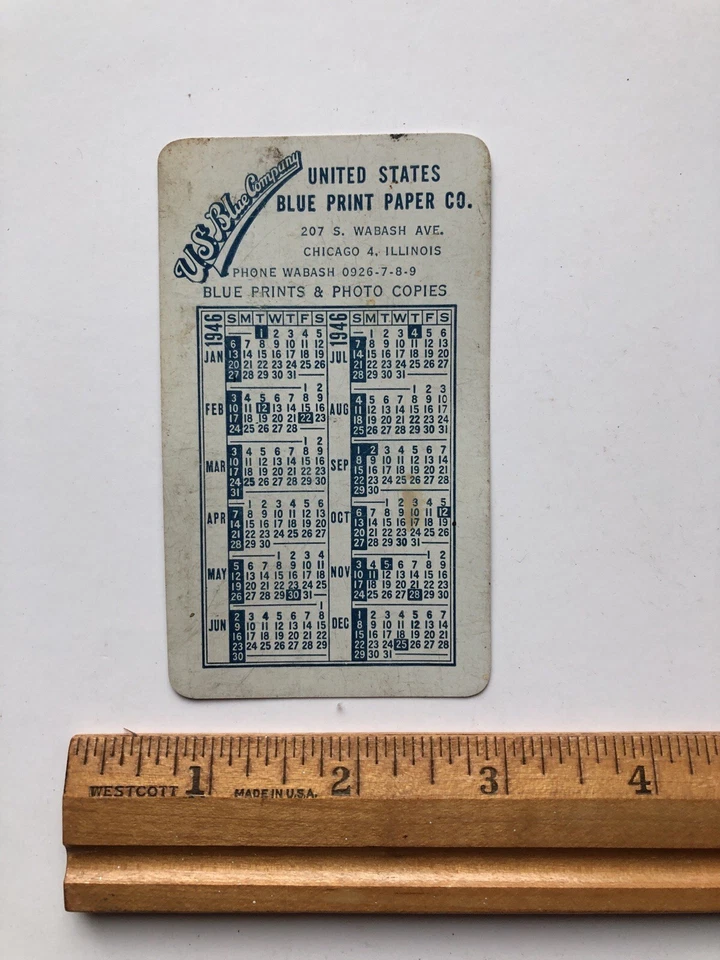 US Blue Company
UNITED STATES
BLUE PRINT PAPER CO.
207 S. WABASH AVE.
CHICAGO 4, ILLINOIS
PHONE WABASH 0926-7-8-9
BLUE PRINTS & PHOTO COPIES
1946
S M T W T F S
JAN
1 2 3 4 5
6 7 8 9 10 11 12
13 14 15 16 17 18 19
20 21 22 23 24 25 26
27 28 29 30 31
FEB
1 2
3 4 5 6 7 8 9
10 11 12 13 14 15 16
17 18 19 20 21 22 23
24 25 26 27 28
MAR
1 2
3 4 5 6 7 8 9
10 11 12 13 14 15 16
17 18 19 20 21 22 23
24 25 26 27 28 29 30
31
APR
1 2 3 4 5 6
7 8 9 10 11 12 13
14 15 16 17 18 19 20
21 22 23 24 25 26 27
28 29 30
MAY
1 2 3 4
5 6 7 8 9 10 11
12 13 14 15 16 17 18
19 20 21 22 23 24 25
26 27 28 29 30 31
JUN
1
2 3 4 5 6 7 8
9 10 11 12 13 14 15
16 17 18 19 20 21 22
23 24 25 26 27 28 29
30
1946
S M T W T F S
JUL
1 2 3 4 5 6
7 8 9 10 11 12 13
14 15 16 17 18 19 20
21 22 23 24 25 26 27
28 29 30 31
AUG
1 2 3
4 5 6 7 8 9 10
11 12 13 14 15 16 17
18 19 20 21 22 23 24
25 26 27 28 29 30 31
SEP
1 2 3 4 5 6 7
8 9 10 11 12 13 14
15 16 17 18 19 20 21
22 23 24 25 26 27 28
29 30
OCT
1 2 3 4 5
6 7 8 9 10 11 12
13 14 15 16 17 18 19
20 21 22 23 24 25 26
27 28 29 30 31
NOV
1 2
3 4 5 6 7 8 9
10 11 12 13 14 15 16
17 18 19 20 21 22 23
24 25 26 27 28 29 30
DEC
1 2 3 4 5 6 7
8 9 10 11 12 13 14
15 16 17 18 19 20 21
22 23 24 25 26 27 28
29 30 31
1 2 3 4
WESTCOTT MADE IN U.S.A.